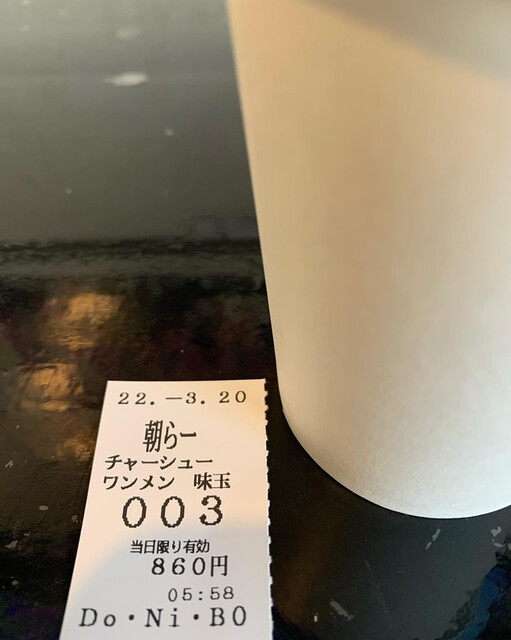 22.-3.20
朝らー
チャーシュー
ワンメン 味玉
003
当日限り有効
860円
05:58
Do・Ni・BO